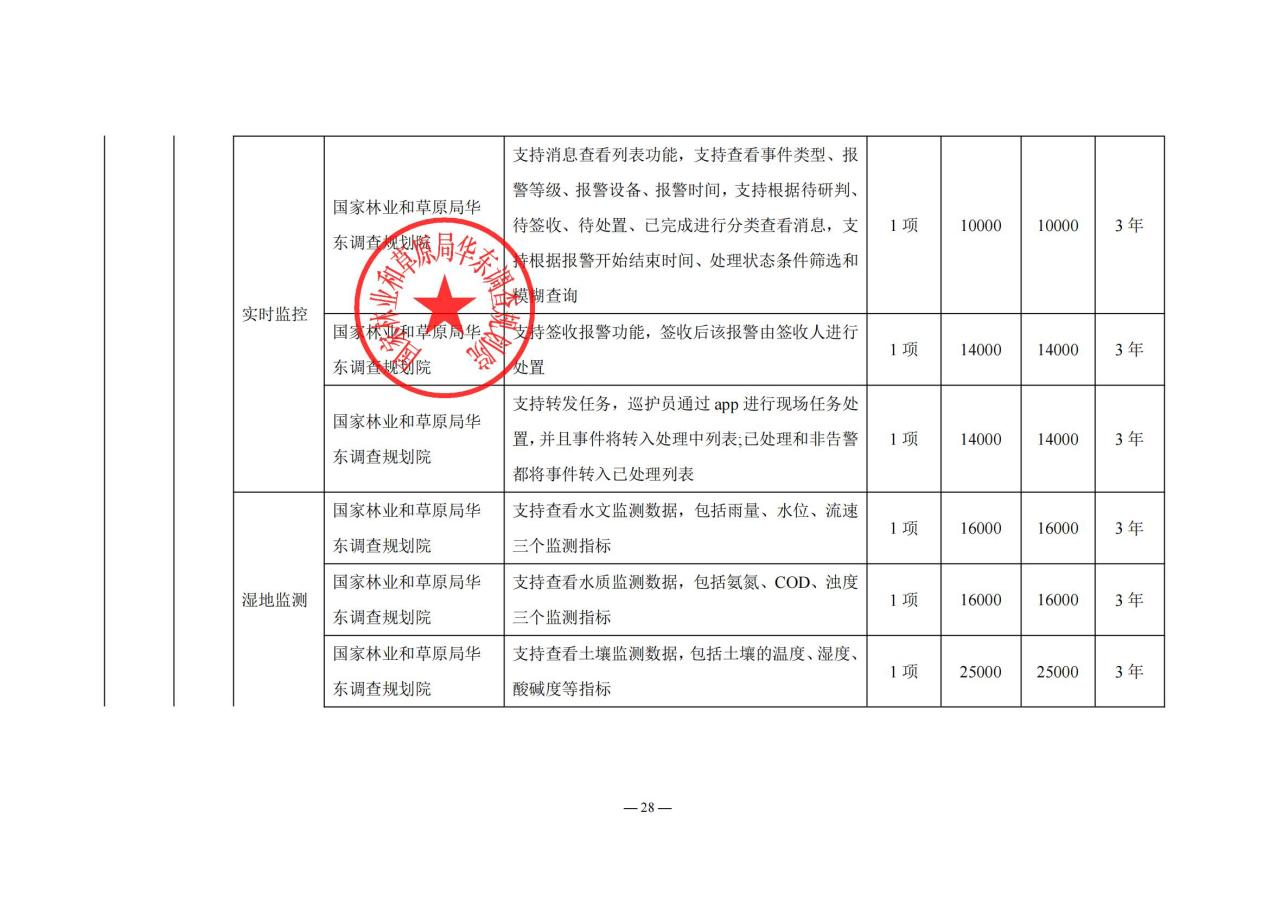 实时监控
国家林业和草原局华
东调查规划院
支持消息查看列表功能，支持查看事件类型、报
警等级、报警设备、报警时间，支持根据待研判、
待签收、待处置、已完成进行分类查看消息，支
持根据报警开始结束时间、处理状态条件筛选和
模糊查询
1 项
10000
10000
3 年
国家林业和草原局华
东调查规划院
支持签收报警功能，签收后该报警由签收人进行
处置
1 项
14000
14000
3 年
国家林业和草原局华
东调查规划院
支持转发任务，巡护员通过 app 进行现场任务处
置，并且事件将转入处理中列表;已处理和非告警
都将事件转入已处理列表
1 项
14000
14000
3 年
湿地监测
国家林业和草原局华
东调查规划院
支持查看水文监测数据，包括雨量、水位、流速
三个监测指标
1 项
16000
16000
3 年
国家林业和草原局华
东调查规划院
支持查看水质监测数据，包括氨氮、COD、浊度
三个监测指标
1 项
16000
16000
3 年
国家林业和草原局华
东调查规划院
支持查看土壤监测数据，包括土壤的温度、湿度、
酸碱度等指标
1 项
25000
25000
3 年
国家林业和草原局华东调查规划院
— 28 —